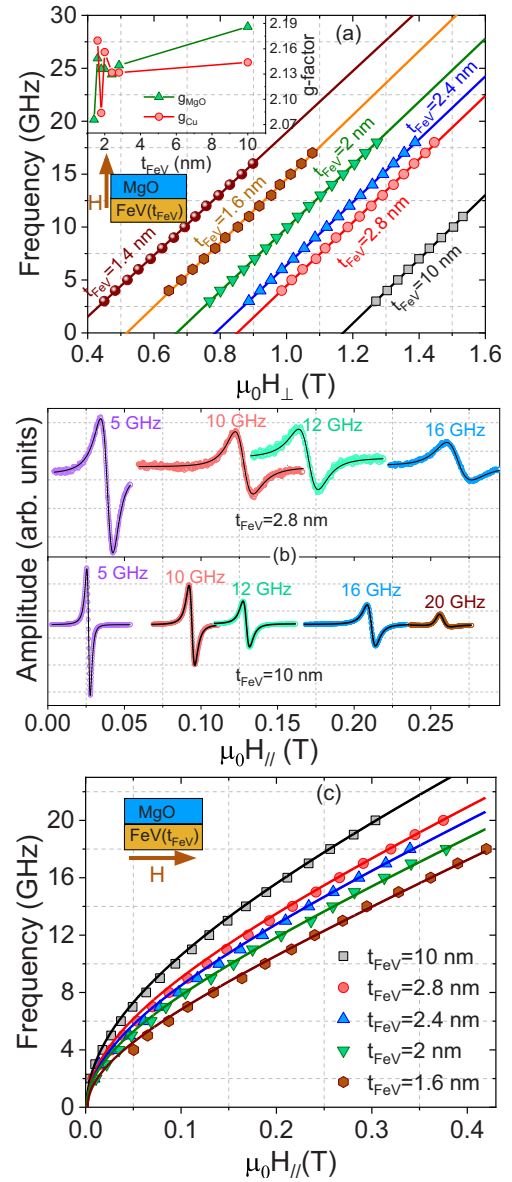 (a)
30
25
20
15
10
5
0
Frequency (GHz)
0.4 0.6 0.8 1.0 1.2 1.4 1.6
μ₀H⊥ (T)
2.19
2.16
2.13
2.10
2.07
g-factor
g_MgO
g_Cu
2 4 6 8 10
t_FeV (nm)
H
MgO
FeV(t_FeV)
t_FeV=1.4 nm
t_FeV=1.6 nm
t_FeV=2 nm
t_FeV=2.4 nm
t_FeV=2.8 nm
t_FeV=10 nm
Amplitude (arb. units)
5 GHz 10 GHz 12 GHz 16 GHz
t_FeV=2.8 nm
(b)
5 GHz 10 GHz 12 GHz 16 GHz 20 GHz
t_FeV=10 nm
0.00 0.05 0.10 0.15 0.20 0.25
μ₀H// (T)
(c)
MgO
FeV(t_FeV)
H
20
16
12
8
4
0
Frequency (GHz)
t_FeV=10 nm
t_FeV=2.8 nm
t_FeV=2.4 nm
t_FeV=2 nm
t_FeV=1.6 nm
0.0 0.1 0.2 0.3 0.4
μ₀H//(T)